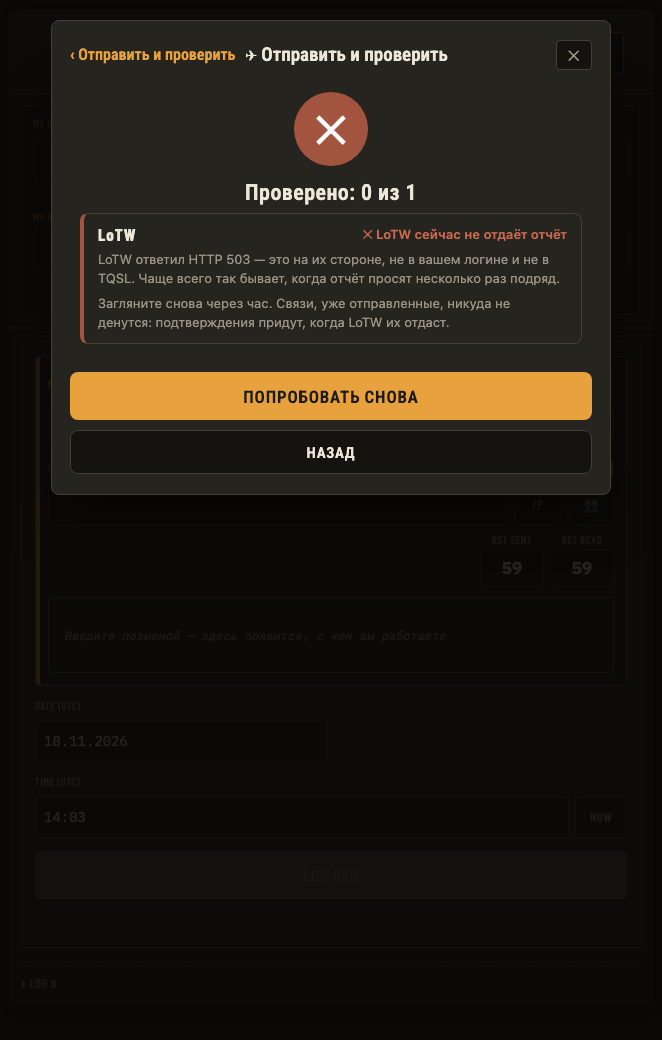 ‹ Отправить и проверить ✈ Отправить и проверить
Проверено: 0 из 1
LoTW
✕ LoTW сейчас не отдаёт отчёт
LoTW ответил HTTP 503 — это на их стороне, не в вашем логине и не в
TQSL. Чаще всего так бывает, когда отчёт просят несколько раз подряд.
Загляните снова через час. Связи, уже отправленные, никуда не
денутся: подтверждения придут, когда LoTW их отдаст.
ПОПРОБОВАТЬ СНОВА
НАЗАД
/P
RST SENT RST RCVD
59 59
Введите позывной — здесь появится, с кем вы работаете
DATE (UTC)
18.11.2026
TIME (UTC)
14:03
NOW
LOG QSO
LOG 0